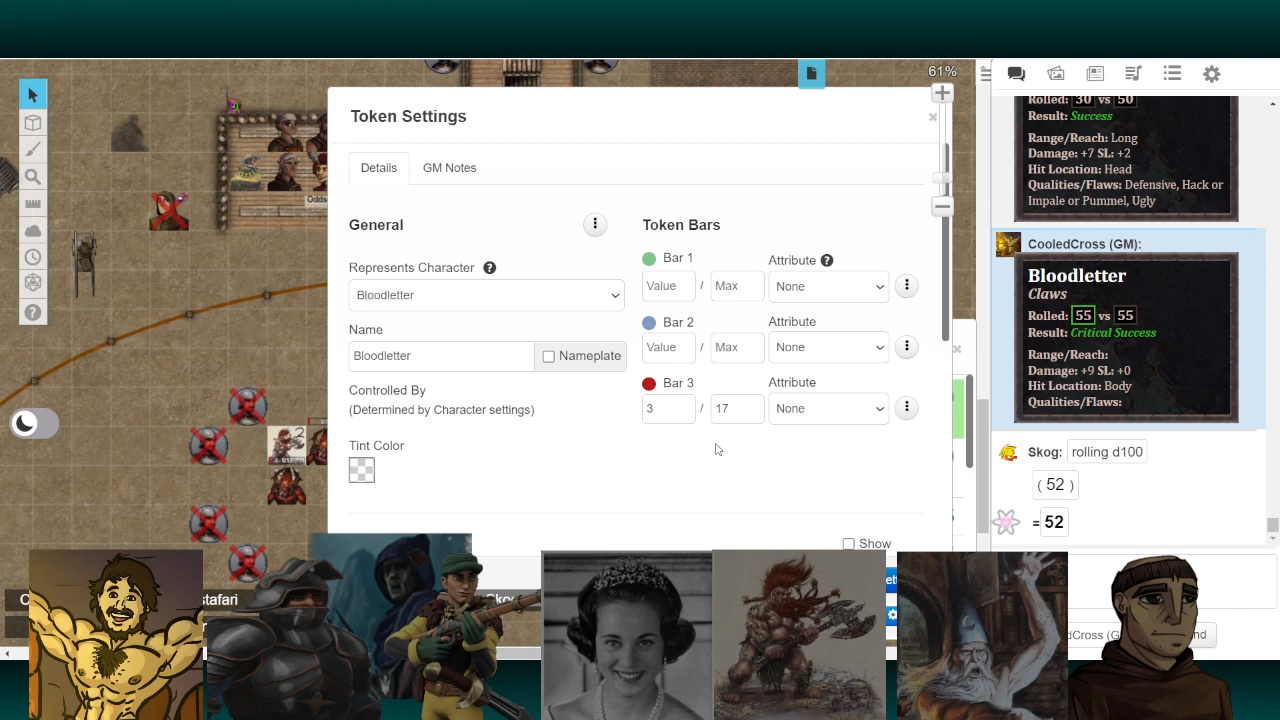 61%
Token Settings
Details
GM Notes
General
Represents Character
Bloodletter
Name
Bloodletter
Nameplate
Controlled By
(Determined by Character settings)
Tint Color
Token Bars
Bar 1
Attribute
Value / Max
None
Bar 2
Attribute
Value / Max
None
Bar 3
Attribute
3 / 17
None
Show
Rolled: 30 vs 50
Result: Success
Range/Reach: Long
Damage: +7 SL: +2
Hit Location: Head
Qualities/Flaws: Defensive, Hack or
Impale or Pummel, Ugly
CooledCross (GM):
Bloodletter
Claws
Rolled: 55 vs 55
Result: Critical Success
Range/Reach:
Damage: +9 SL: +0
Hit Location: Body
Qualities/Flaws:
Skog: rolling d100
( 52 )
= 52